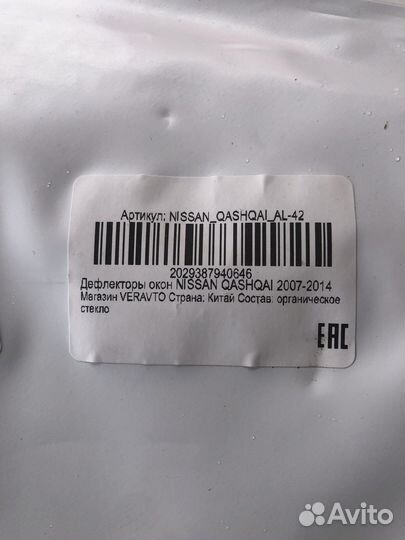 Артикул: NISSAN_QASHQAI_AL-42
2029387940646
Дефлекторы окон NISSAN QASHQAI 2007-2014
Магазин VERAVTO Страна: Китай Состав: органическое
стекло
EAC
Avito